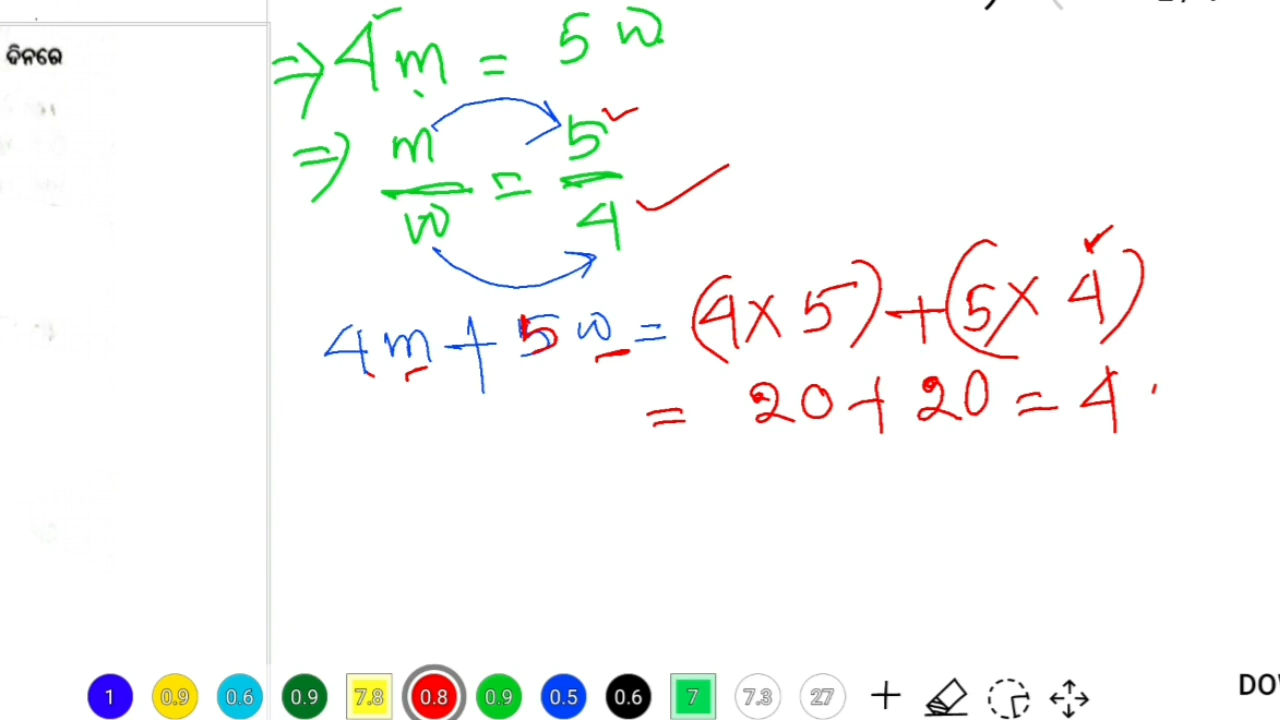 ଦିନରେ
⇒ 4m = 5w
⇒ m/w = 5/4
4m + 5w = (4 × 5) + (5 × 4)
= 20 + 20 = 4
1 0.9 0.6 0.9 7.8 0.8 0.9 0.5 0.6 7 7.3 27